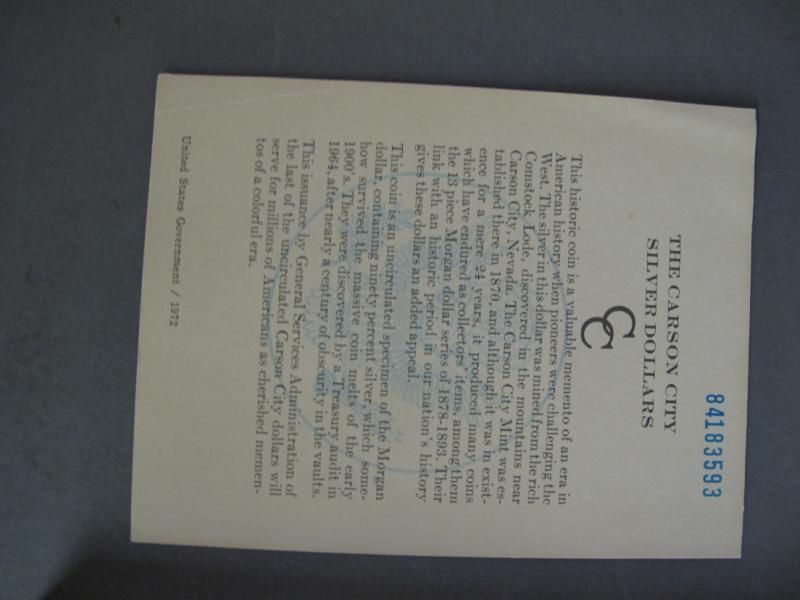 84183593
THE CARSON CITY
SILVER DOLLARS
CC
This historic coin is a valuable memento of an era in
American history when pioneers were challenging the
West. The silver in this dollar was mined from the rich
Comstock Lode, discovered in the mountains near
Carson City, Nevada. The Carson City Mint was es-
tablished there in 1870, and although it was in exist-
ence for a mere 24 years, it produced many coins
which have endured as collectors' items, among them
the 13 piece Morgan dollar series of 1878-1893. Their
link with an historic period in our nation's history
gives these dollars an added appeal.
This coin is an uncirculated specimen of the Morgan
dollar, containing ninety percent silver, which some-
how survived the massive coin melts of the early
1900's. They were discovered by a Treasury audit in
1964, after nearly a century of obscurity in the vaults.
This issuance by General Services Administration of
the last of the uncirculated Carson City dollars will
serve for millions of Americans as cherished memen-
tos of a colorful era.
United States Government / 1972